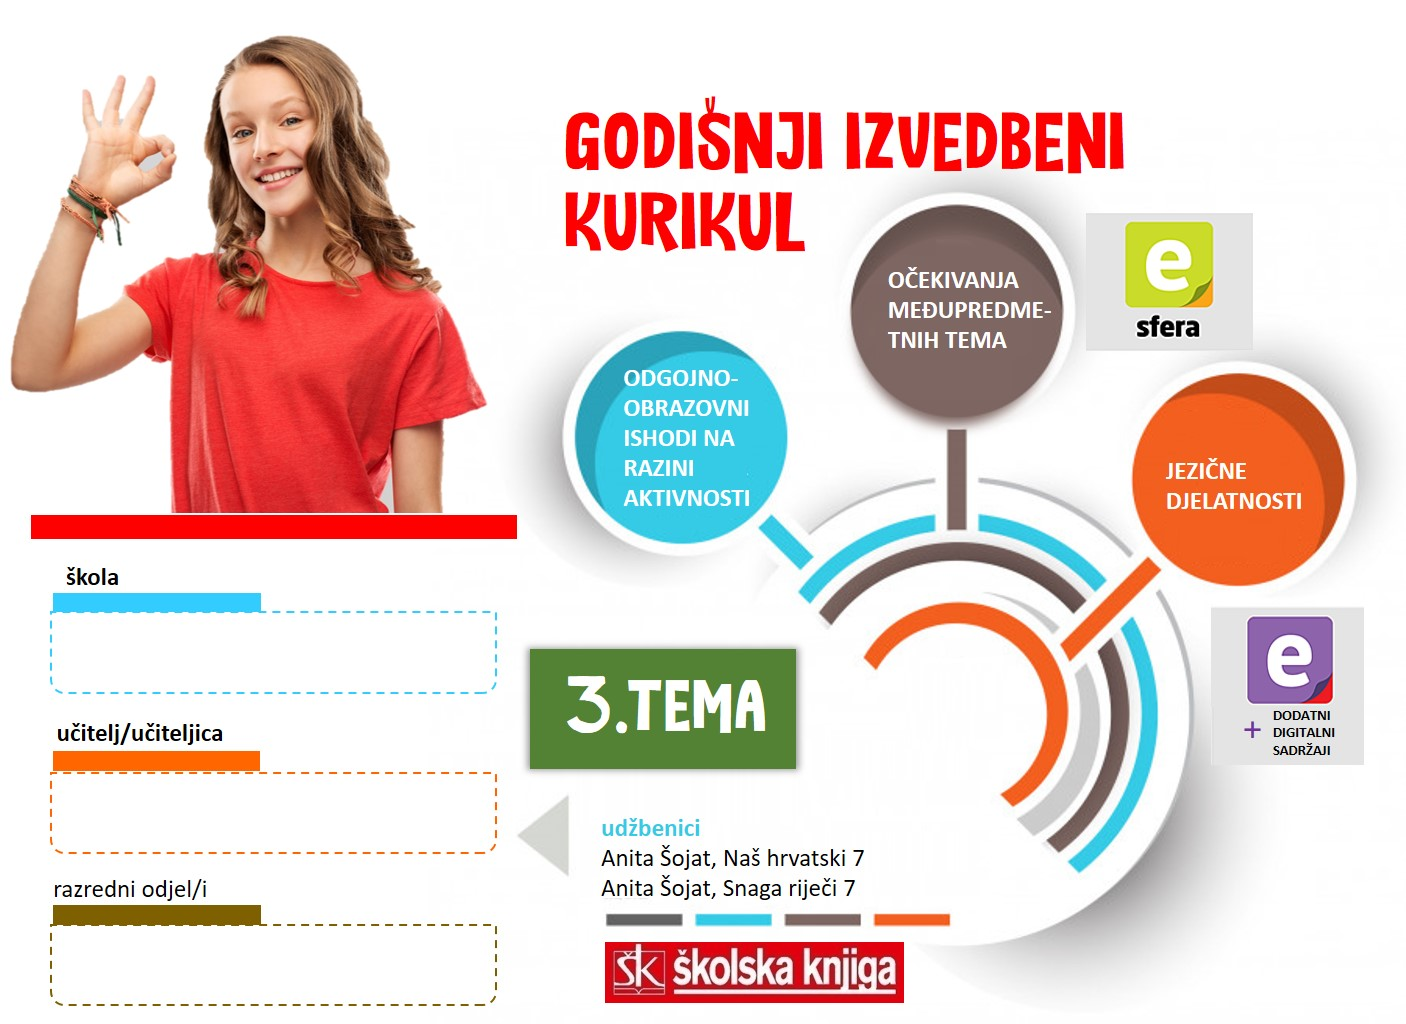 GODIŠNJI IZVEDBENI
KURIKUL
OČEKIVANJA
MEĐUPREDME-
TNIH TEMA
e
sfera
ODGOJNO-
OBRAZOVNI
ISHODI NA
RAZINI
AKTIVNOSTI
JEZIČNE
DJELATNOSTI
škola
učitelj/učiteljica
razredni odjel/i
3.TEMA
e
+ DODATNI
DIGITALNI
SADRŽAJI
udžbenici
Anita Šojat, Naš hrvatski 7
Anita Šojat, Snaga riječi 7
ŠK školska knjiga